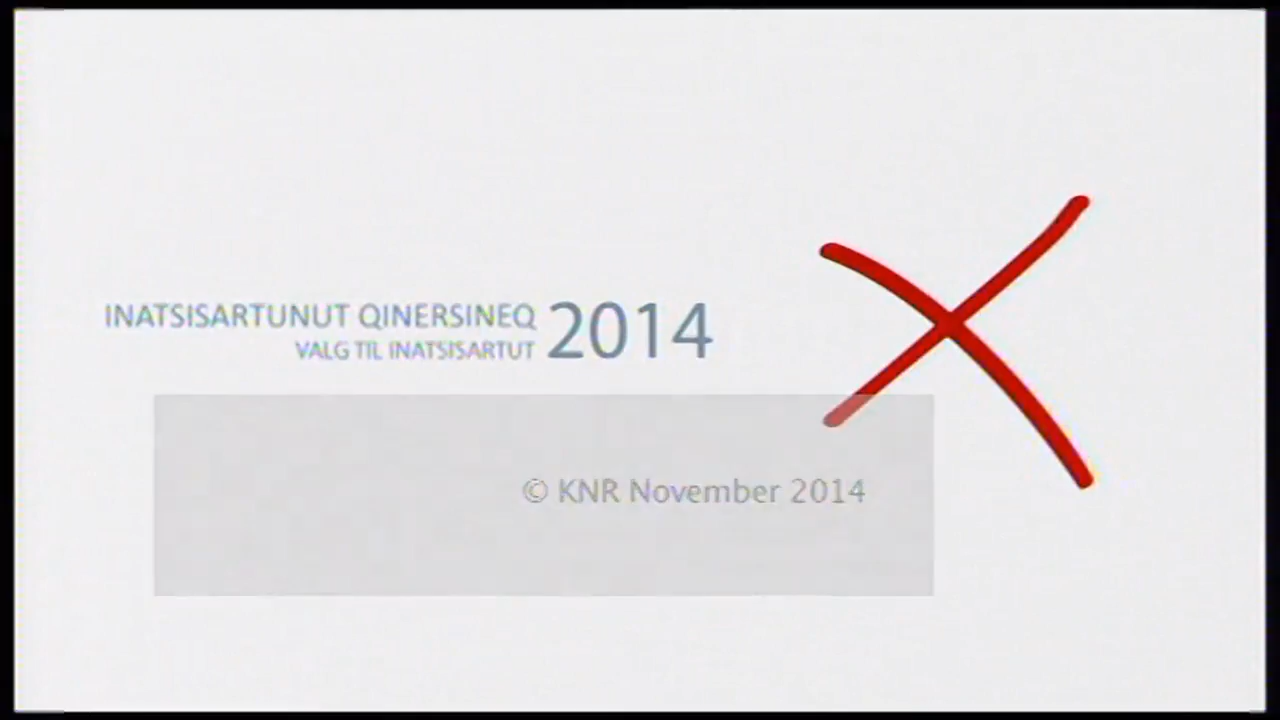 INATSISARTUNUT QINERSINEQ 2014
VALG TIL INATSISARTUT
© KNR November 2014